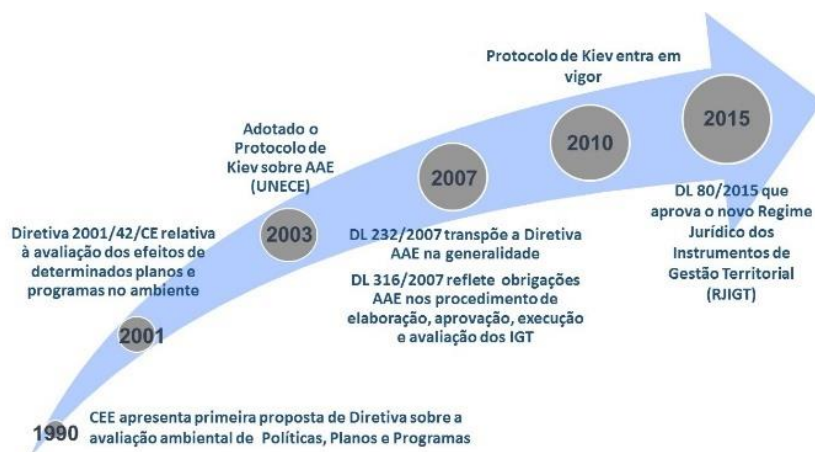 1990
CEE apresenta primeira proposta de Diretiva sobre a
avaliação ambiental de Políticas, Planos e Programas
Diretiva 2001/42/CE relativa
à avaliação dos efeitos de
determinados planos e
programas no ambiente
2001
Adotado o
Protocolo de
Kiev sobre AAE
(UNECE)
2003
2007
DL 232/2007 transpõe a Diretiva
AAE na generalidade
DL 316/2007 reflete obrigações
AAE nos procedimento de
elaboração, aprovação, execução
e avaliação dos IGT
Protocolo de Kiev entra em
vigor
2010
2015
DL 80/2015 que
aprova o novo Regime
Jurídico dos
Instrumentos de
Gestão Territorial
(RJIGT)